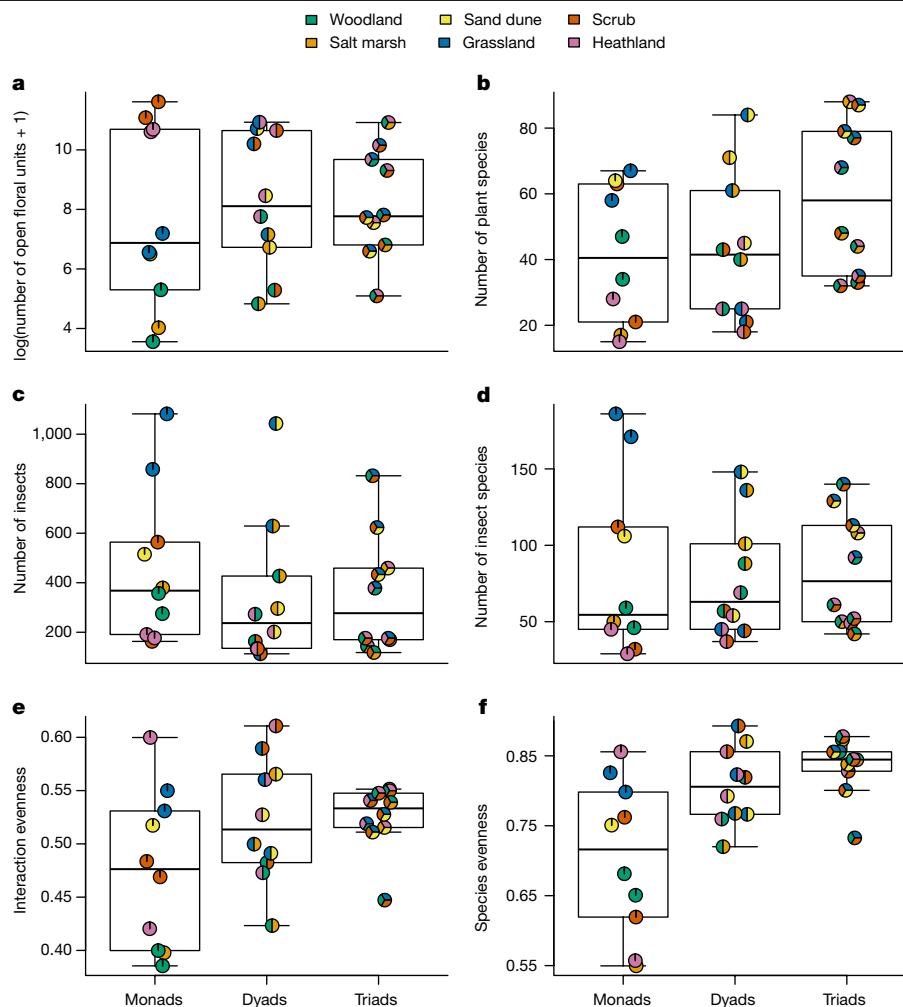 Woodland Sand dune Scrub
Salt marsh Grassland Heathland
a
log(number of open floral units + 1)
10
8
6
4
b
Number of plant species
80
60
40
20
c
Number of insects
1,000
800
600
400
200
d
Number of insect species
150
100
50
e
Interaction evenness
0.60
0.55
0.50
0.45
0.40
Monads Dyads Triads
f
Species evenness
0.85
0.75
0.65
0.55
Monads Dyads Triads